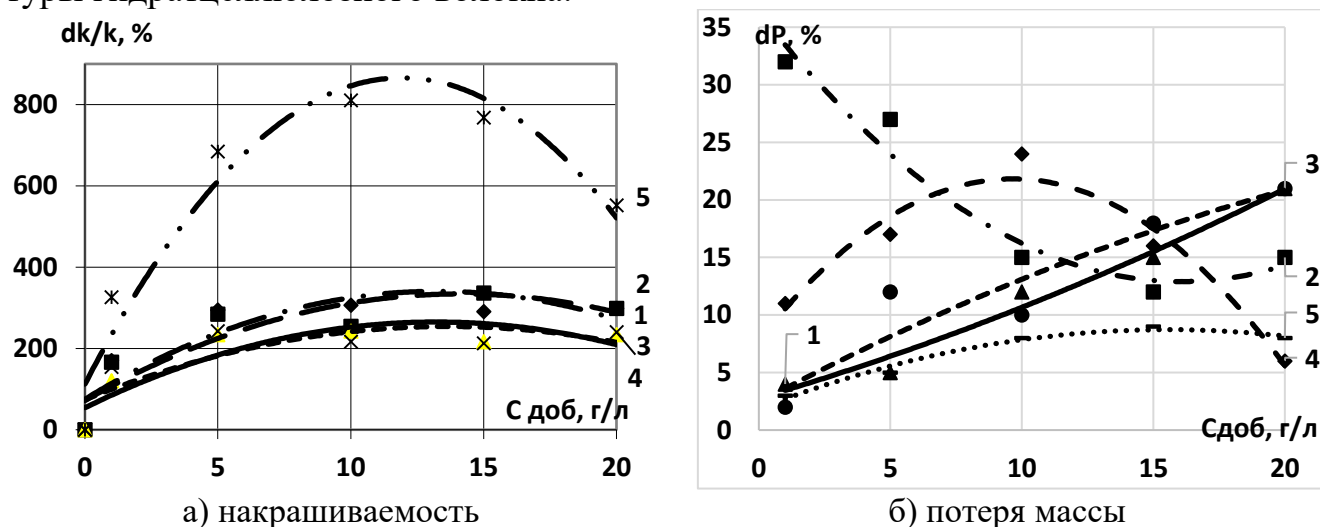 туры гидратцеллюлозного волокна.
dk/k, %
800
600
400
200
0
0 5 10 15 20
5
2
1
3
4
С доб, г/л
а) накрашиваемость
dP, %
35
30
25
20
15
10
5
0
0 5 10 15 20
1
3
2
5
4
Сдоб, г/л
б) потеря массы